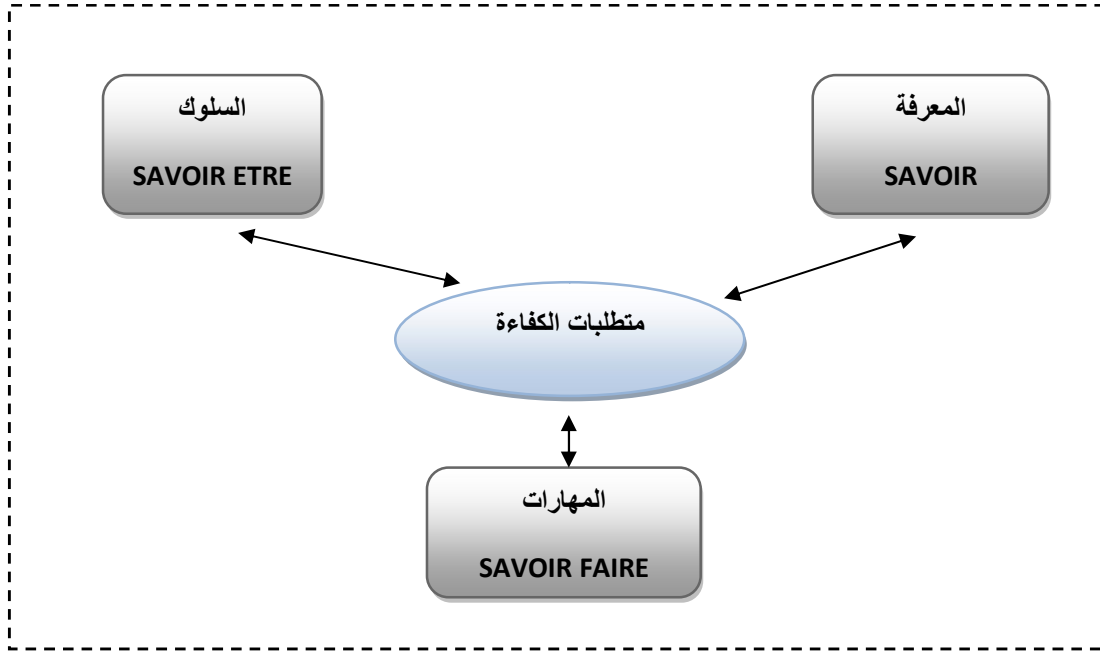 المعرفة
SAVOIR
السلوك
SAVOIR ETRE
متطلبات الكفاءة
المهارات
SAVOIR FAIRE